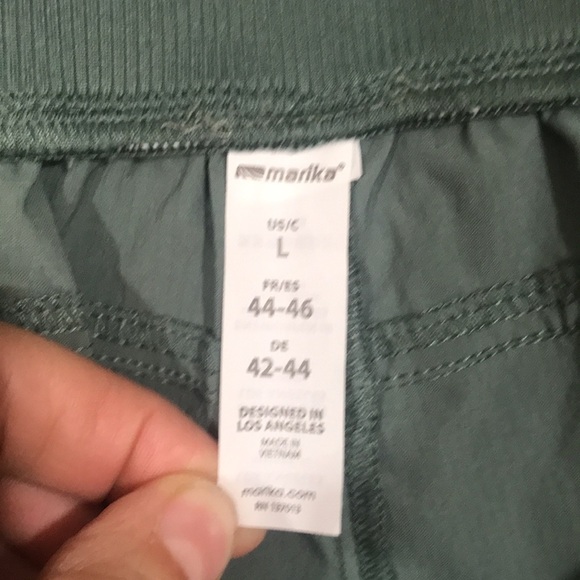 marika®
US/C
L
FR/ES
44-46
DE
42-44
DESIGNED IN
LOS ANGELES
MADE IN
VIETNAM
marika.com